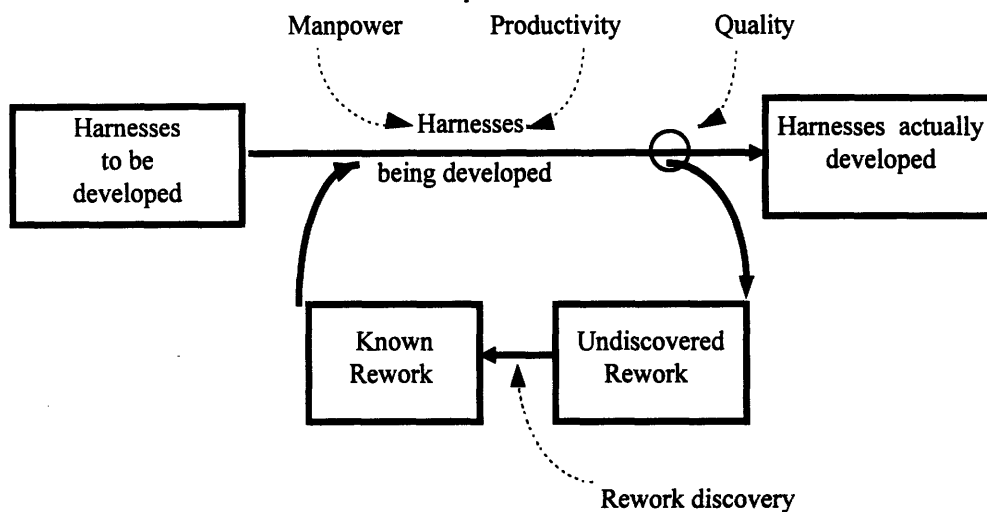 Manpower
Productivity
Quality
Harnesses
to be
developed
Harnesses
being developed
Harnesses actually
developed
Known
Rework
Undiscovered
Rework
Rework discovery